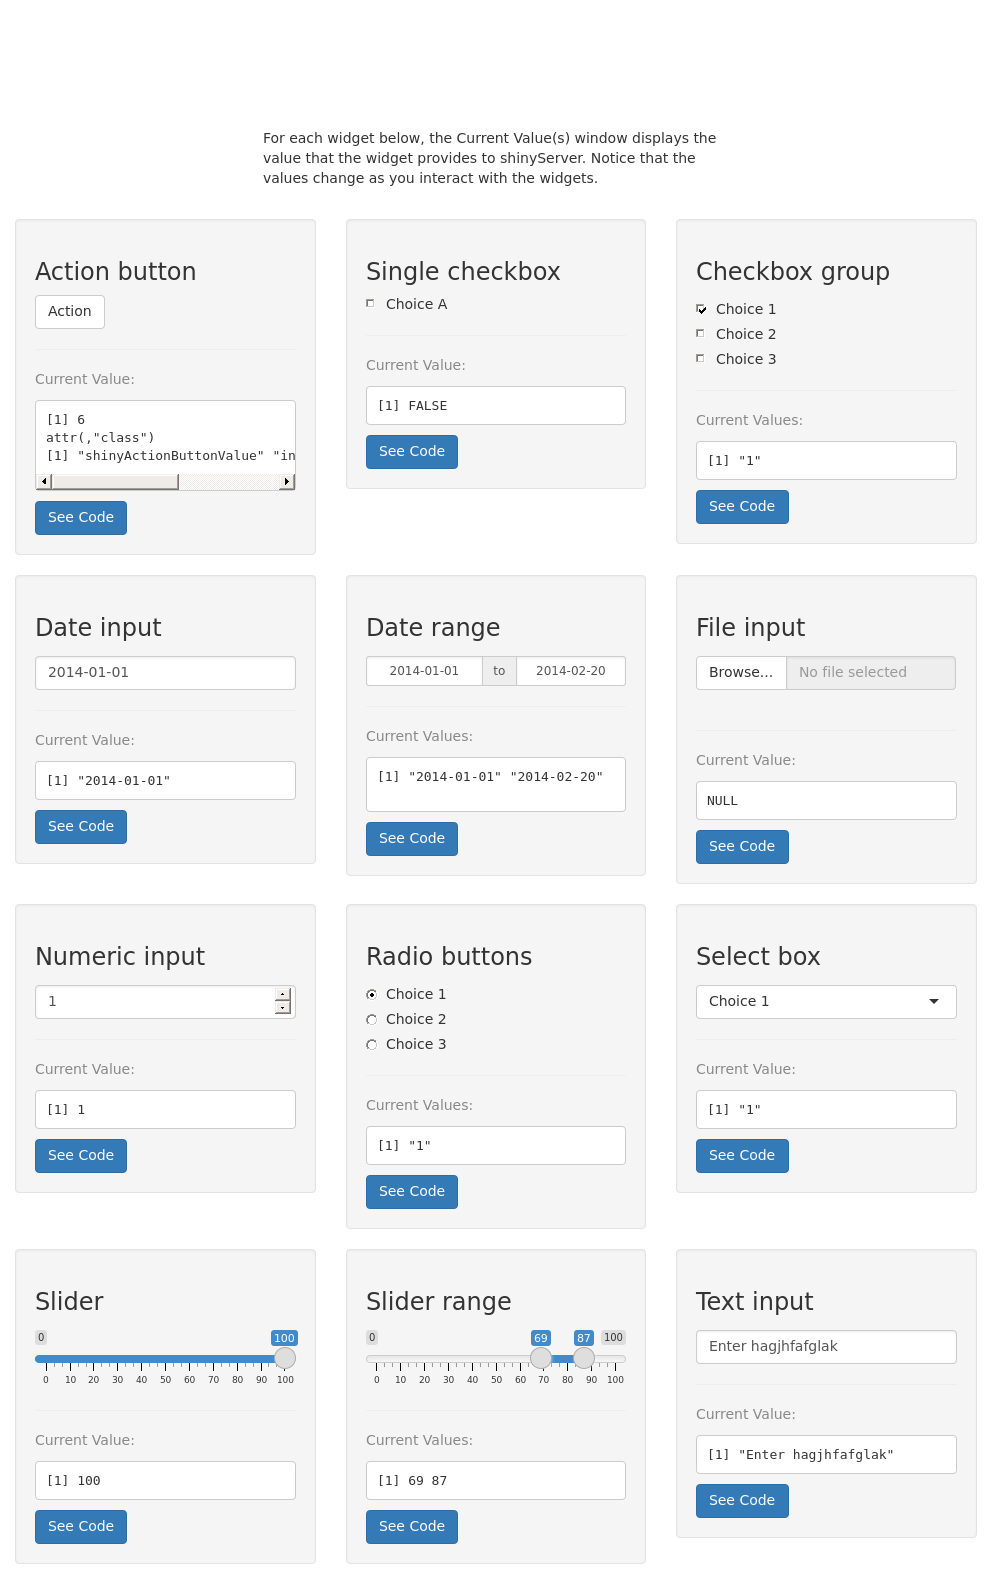 For each widget below, the Current Value(s) window displays the
value that the widget provides to shinyServer. Notice that the
values change as you interact with the widgets.
Action button
Action
Current Value:
[1] 6
attr(,"class")
[1] "shinyActionButtonValue" "in
See Code
Single checkbox
Choice A
Current Value:
[1] FALSE
See Code
Checkbox group
Choice 1
Choice 2
Choice 3
Current Values:
[1] "1"
See Code
Date input
2014-01-01
Current Value:
[1] "2014-01-01"
See Code
Date range
2014-01-01 to 2014-02-20
Current Values:
[1] "2014-01-01" "2014-02-20"
See Code
File input
Browse... No file selected
Current Value:
NULL
See Code
Numeric input
1
Current Value:
[1] 1
See Code
Radio buttons
Choice 1
Choice 2
Choice 3
Current Values:
[1] "1"
See Code
Select box
Choice 1
Current Value:
[1] "1"
See Code
Slider
0 100
0 10 20 30 40 50 60 70 80 90 100
Current Value:
[1] 100
See Code
Slider range
0 69 87 100
0 10 20 30 40 50 60 70 80 90 100
Current Values:
[1] 69 87
See Code
Text input
Enter hagjhfafglak
Current Value:
[1] "Enter hagjhfafglak"
See Code